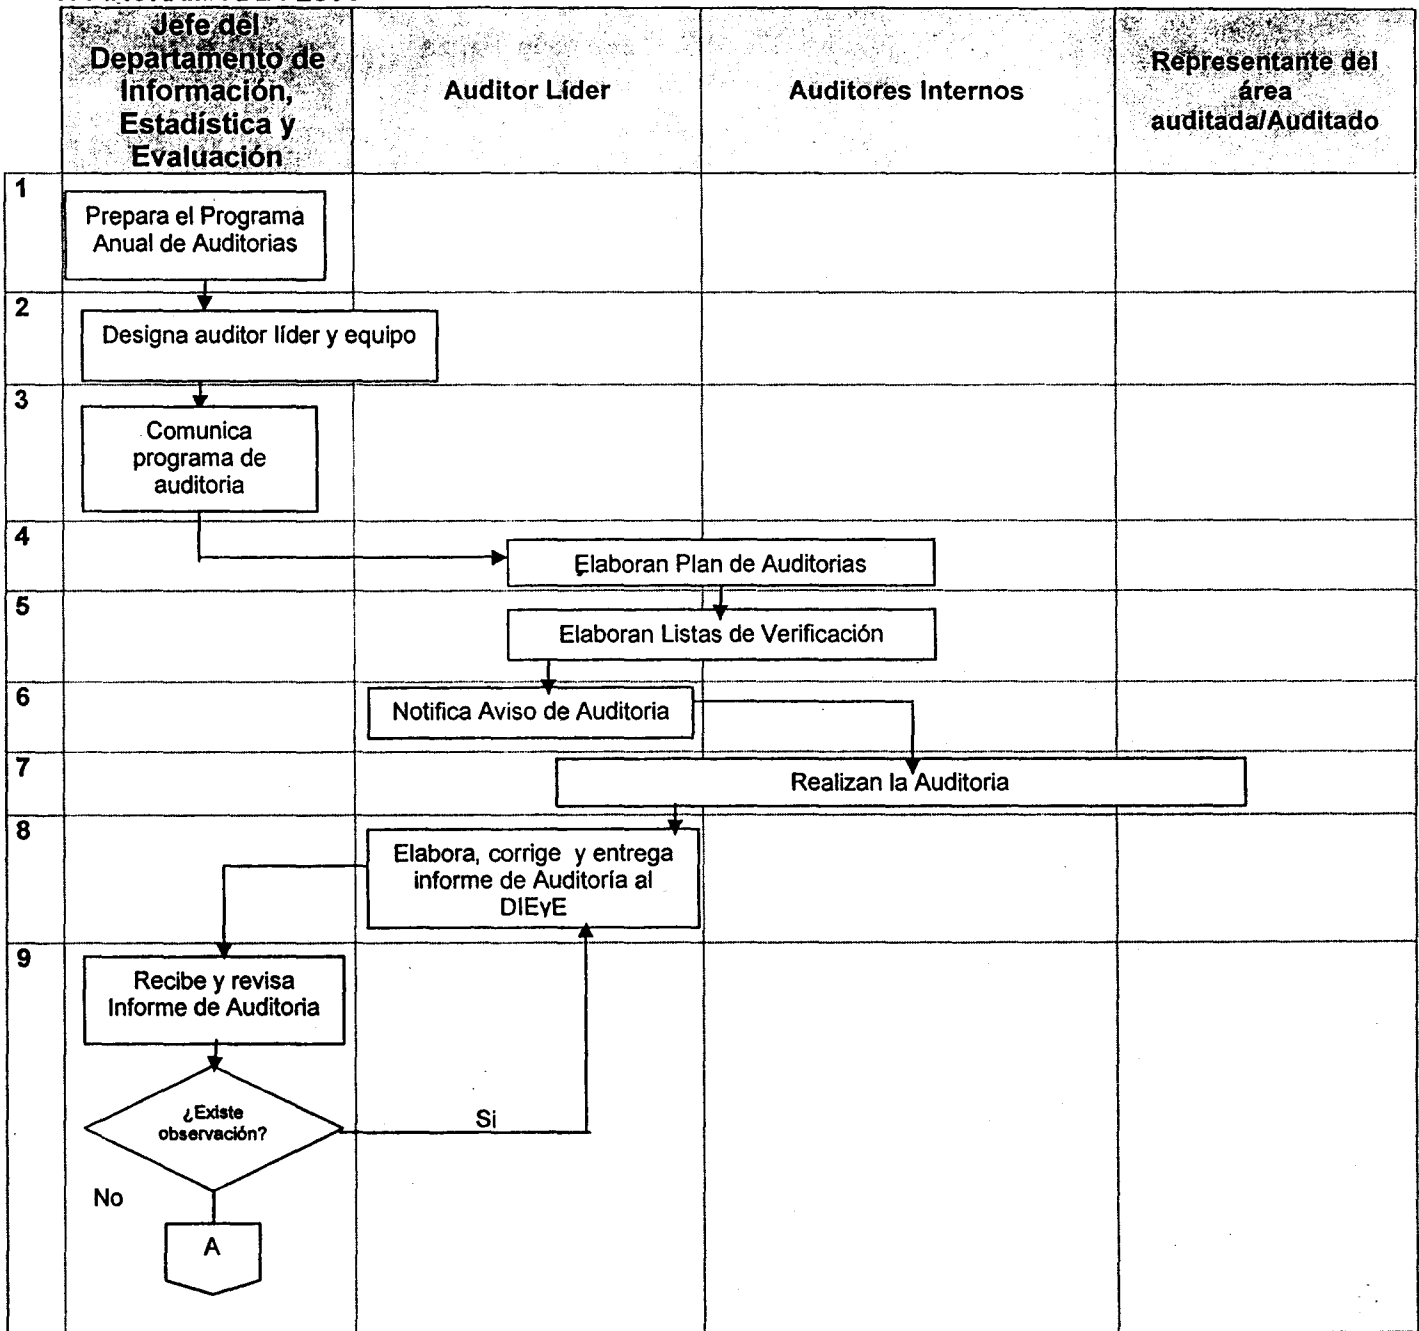 Jefe del
Departamento de
Información,
Estadística y
Evaluación
Auditor Líder
Auditores Internos
Representante del
área
auditada/Auditado
1
Prepara el Programa
Anual de Auditorias
2
Designa auditor líder y equipo
3
Comunica
programa de
auditoria
4
Elaboran Plan de Auditorias
5
Elaboran Listas de Verificación
6
Notifica Aviso de Auditoria
7
Realizan la Auditoria
8
Elabora, corrige y entrega
informe de Auditoría al
DIEyE
9
Recibe y revisa
Informe de Auditoria
¿Existe
observación?
Si
No
A